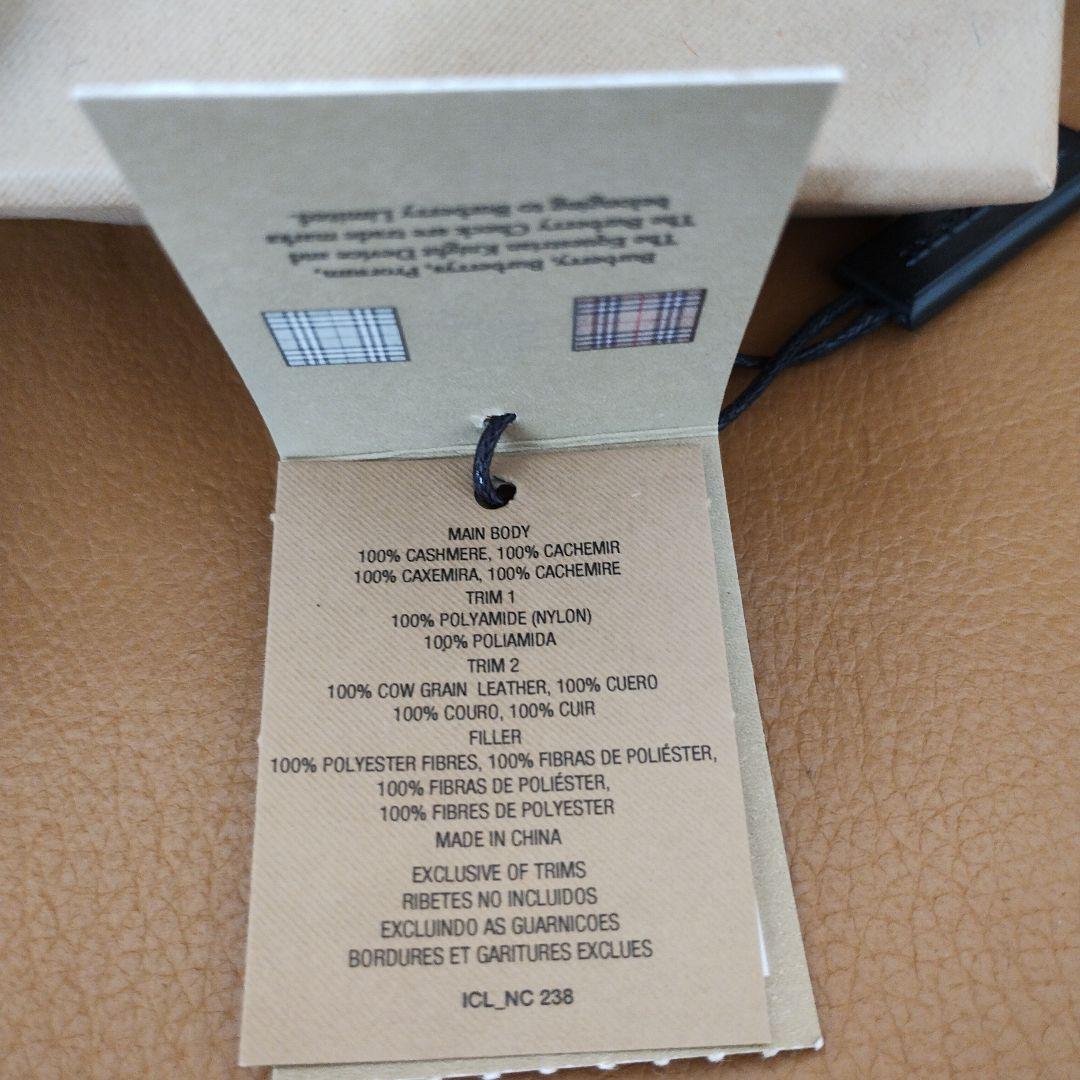 Burberry, Burberrys, Prorsum,
The Equestrian Knight Device and
The Burberry Check are trade marks
belonging to Burberry Limited.
MAIN BODY
100% CASHMERE, 100% CACHEMIR
100% CAXEMIRA, 100% CACHEMIRE
TRIM 1
100% POLYAMIDE (NYLON)
100% POLIAMIDA
TRIM 2
100% COW GRAIN LEATHER, 100% CUERO
100% COURO, 100% CUIR
FILLER
100% POLYESTER FIBRES, 100% FIBRAS DE POLIÉSTER,
100% FIBRAS DE POLIÉSTER,
100% FIBRES DE POLYESTER
MADE IN CHINA
EXCLUSIVE OF TRIMS
RIBETES NO INCLUIDOS
EXCLUINDO AS GUARNICOES
BORDURES ET GARITURES EXCLUES
ICL_NC 238